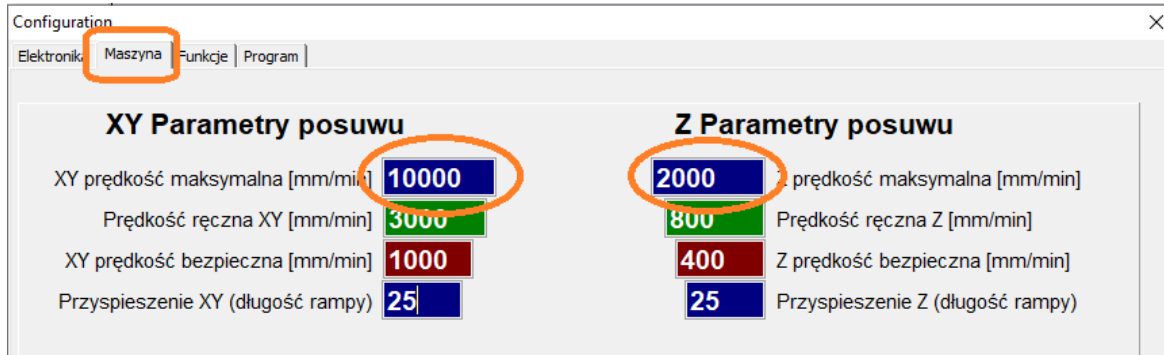 Configuration
Elektronika Maszyna Funkcje Program
XY Parametry posuwu Z Parametry posuwu
XY prędkość maksymalna [mm/min] 10000 2000 Z prędkość maksymalna [mm/min]
Prędkość ręczna XY [mm/min] 3000 800 Prędkość ręczna Z [mm/min]
XY prędkość bezpieczna [mm/min] 1000 400 Z prędkość bezpieczna [mm/min]
Przyspieszenie XY (długość rampy) 25 25 Przyspieszenie Z (długość rampy)